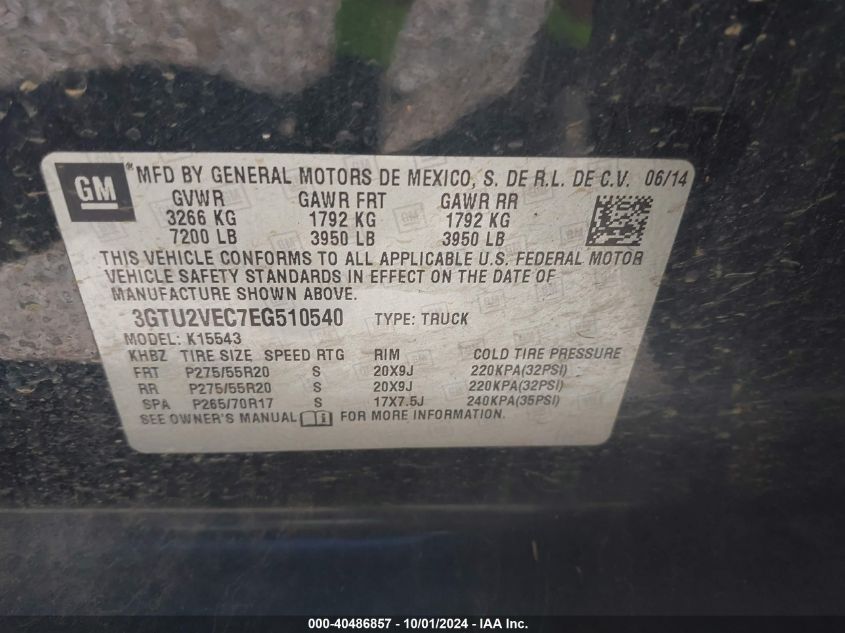 GM
MFD BY GENERAL MOTORS DE MEXICO, S. DE R.L. DE C.V. 06/14
GVWR GAWR FRT GAWR RR
3266 KG 1792 KG 1792 KG
7200 LB 3950 LB 3950 LB
THIS VEHICLE CONFORMS TO ALL APPLICABLE U.S. FEDERAL MOTOR
VEHICLE SAFETY STANDARDS IN EFFECT ON THE DATE OF
MANUFACTURE SHOWN ABOVE.
3GTU2VEC7EG510540 TYPE: TRUCK
MODEL: K15543
KHBZ TIRE SIZE SPEED RTG RIM COLD TIRE PRESSURE
FRT P275/55R20 S 20X9J 220KPA(32PSI)
RR P275/55R20 S 20X9J 220KPA(32PSI)
SPA P265/70R17 S 17X7.5J 240KPA(35PSI)
SEE OWNER'S MANUAL FOR MORE INFORMATION.
000-40486857 - 10/01/2024 - IAA Inc.